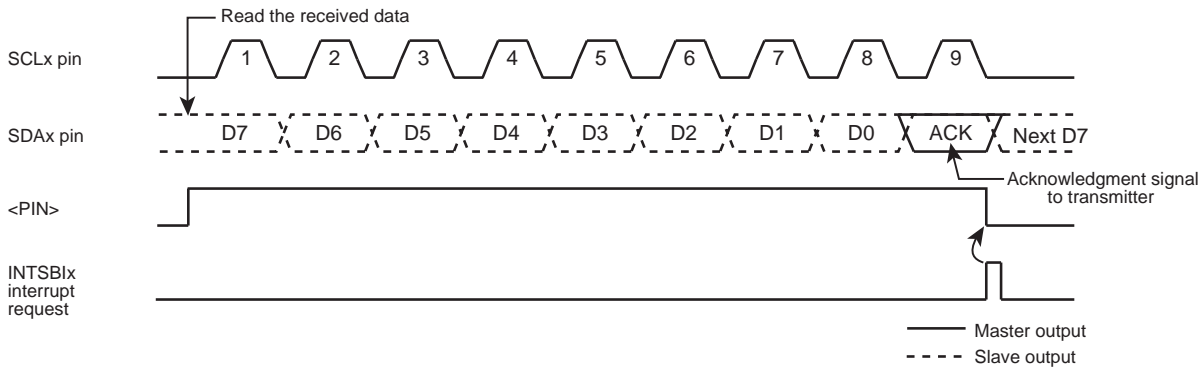 Read the received data
SCLx pin
1 2 3 4 5 6 7 8 9
SDAx pin
D7 D6 D5 D4 D3 D2 D1 D0 ACK Next D7
Acknowledgment signal
to transmitter
<PIN>
INTSBIx
interrupt
request
Master output
Slave output